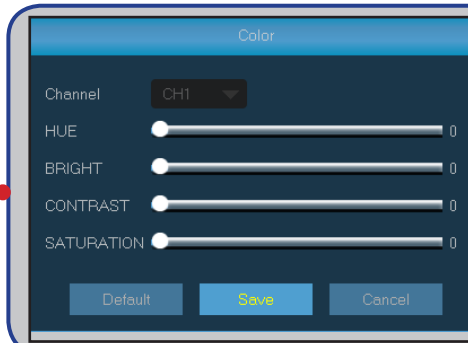 Color
Channel CH1
HUE 0
BRIGHT 0
CONTRAST 0
SATURATION 0
Default Save Cancel